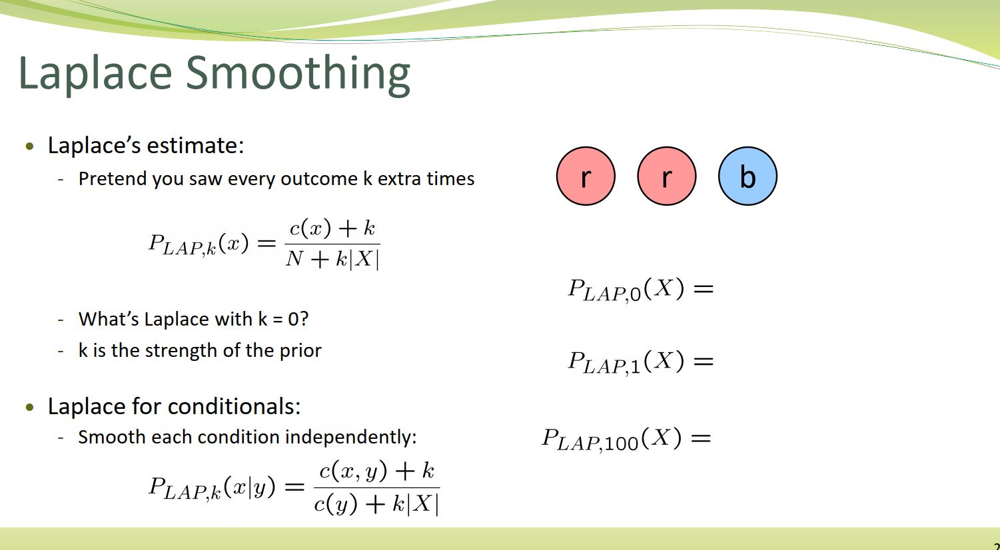 Laplace Smoothing
• Laplace’s estimate:
- Pretend you saw every outcome k extra times
P_{LAP,k}(x) = \frac{c(x) + k}{N + k|X|}
- What’s Laplace with k = 0?
- k is the strength of the prior
• Laplace for conditionals:
- Smooth each condition independently:
P_{LAP,k}(x|y) = \frac{c(x, y) + k}{c(y) + k|X|}
r r b
P_{LAP,0}(X) =
P_{LAP,1}(X) =
P_{LAP,100}(X) =